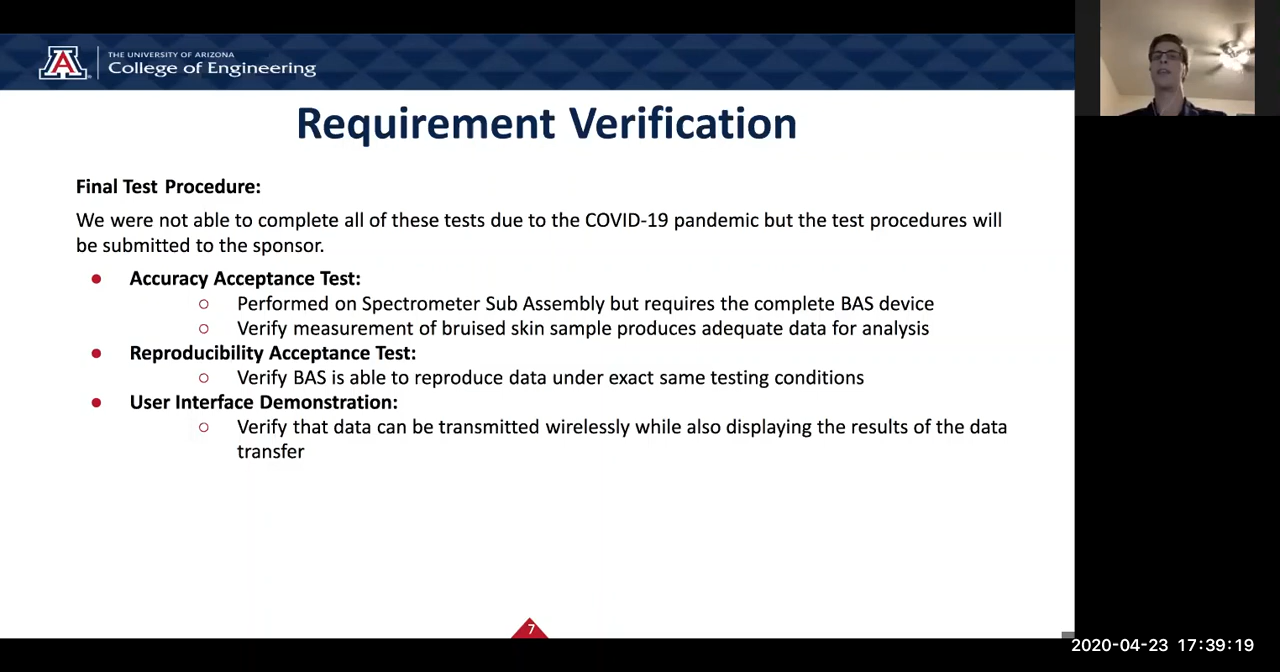 THE UNIVERSITY OF ARIZONA
College of Engineering
Requirement Verification
Final Test Procedure:
We were not able to complete all of these tests due to the COVID-19 pandemic but the test procedures will
be submitted to the sponsor.
Accuracy Acceptance Test:
Performed on Spectrometer Sub Assembly but requires the complete BAS device
Verify measurement of bruised skin sample produces adequate data for analysis
Reproducibility Acceptance Test:
Verify BAS is able to reproduce data under exact same testing conditions
User Interface Demonstration:
Verify that data can be transmitted wirelessly while also displaying the results of the data
transfer
7
2020-04-23 17:39:19